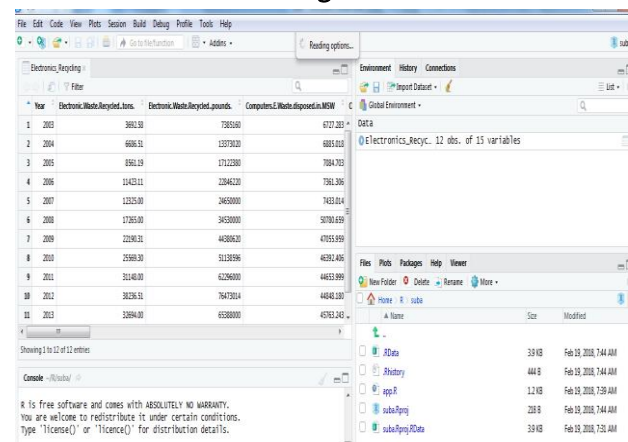 File Edit Code View Plots Session Build Debug Profile Tools Help
Go to file/function Addins
Reading options...
sub
Electronics_Recycling
Filter
Year Electronic.Waste.Recycled..tons. Electronic.Waste.Recycled..pounds. Computers.E.Waste.disposed.in.MSW C
1 2003 3692.58 7385160 6727.283
2 2004 6686.51 13373020 6885.018
3 2005 8561.19 17122380 7084.703
4 2006 11423.11 22846220 7361.306
5 2007 12325.00 24650000 7433.014
6 2008 17265.00 34530000 50780.659
7 2009 22190.31 44380620 47055.959
8 2010 25569.30 51138596 46392.406
9 2011 31148.00 62296000 44653.999
10 2012 38236.51 76473014 44848.180
11 2013 32694.00 65388000 45763.243
Showing 1 to 12 of 12 entries
Console ~/R/suba/
R is free software and comes with ABSOLUTELY NO WARRANTY.
You are welcome to redistribute it under certain conditions.
Type 'license()' or 'licence()' for distribution details.
Environment History Connections
Import Dataset List
Global Environment
Data
Electronics_Recyc… 12 obs. of 15 variables
Files Plots Packages Help Viewer
New Folder Delete Rename More
Home R suba
Name Size Modified
..
.RData 3.9 KB Feb 19, 2018, 7:44 AM
.Rhistory 444 B Feb 19, 2018, 7:44 AM
app.R 1.2 KB Feb 19, 2018, 7:39 AM
suba.Rproj 218 B Feb 19, 2018, 7:44 AM
suba.Rproj.RData 3.9 KB Feb 19, 2018, 7:31 AM